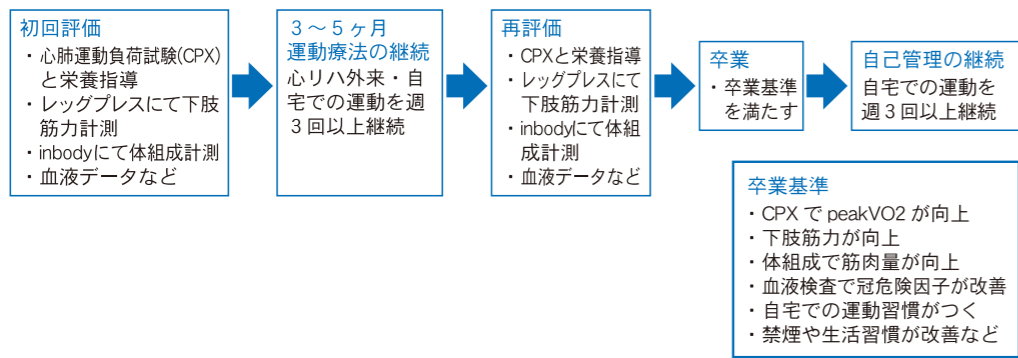 初回評価
・心肺運動負荷試験(CPX)
と栄養指導
・レッグプレスにて下肢
筋力計測
・inbodyにて体組成計測
・血液データなど
3～5ヶ月
運動療法の継続
心リハ外来・自
宅での運動を週
3回以上継続
再評価
・CPXと栄養指導
・レッグプレスにて
下肢筋力計測
・inbodyにて体組
成計測
・血液データなど
卒業
・卒業基準
を満たす
自己管理の継続
自宅での運動を
週3回以上継続
卒業基準
・CPX で peakVO2 が向上
・下肢筋力が向上
・体組成で筋肉量が向上
・血液検査で冠危険因子が改善
・自宅での運動習慣がつく
・禁煙や生活習慣が改善など